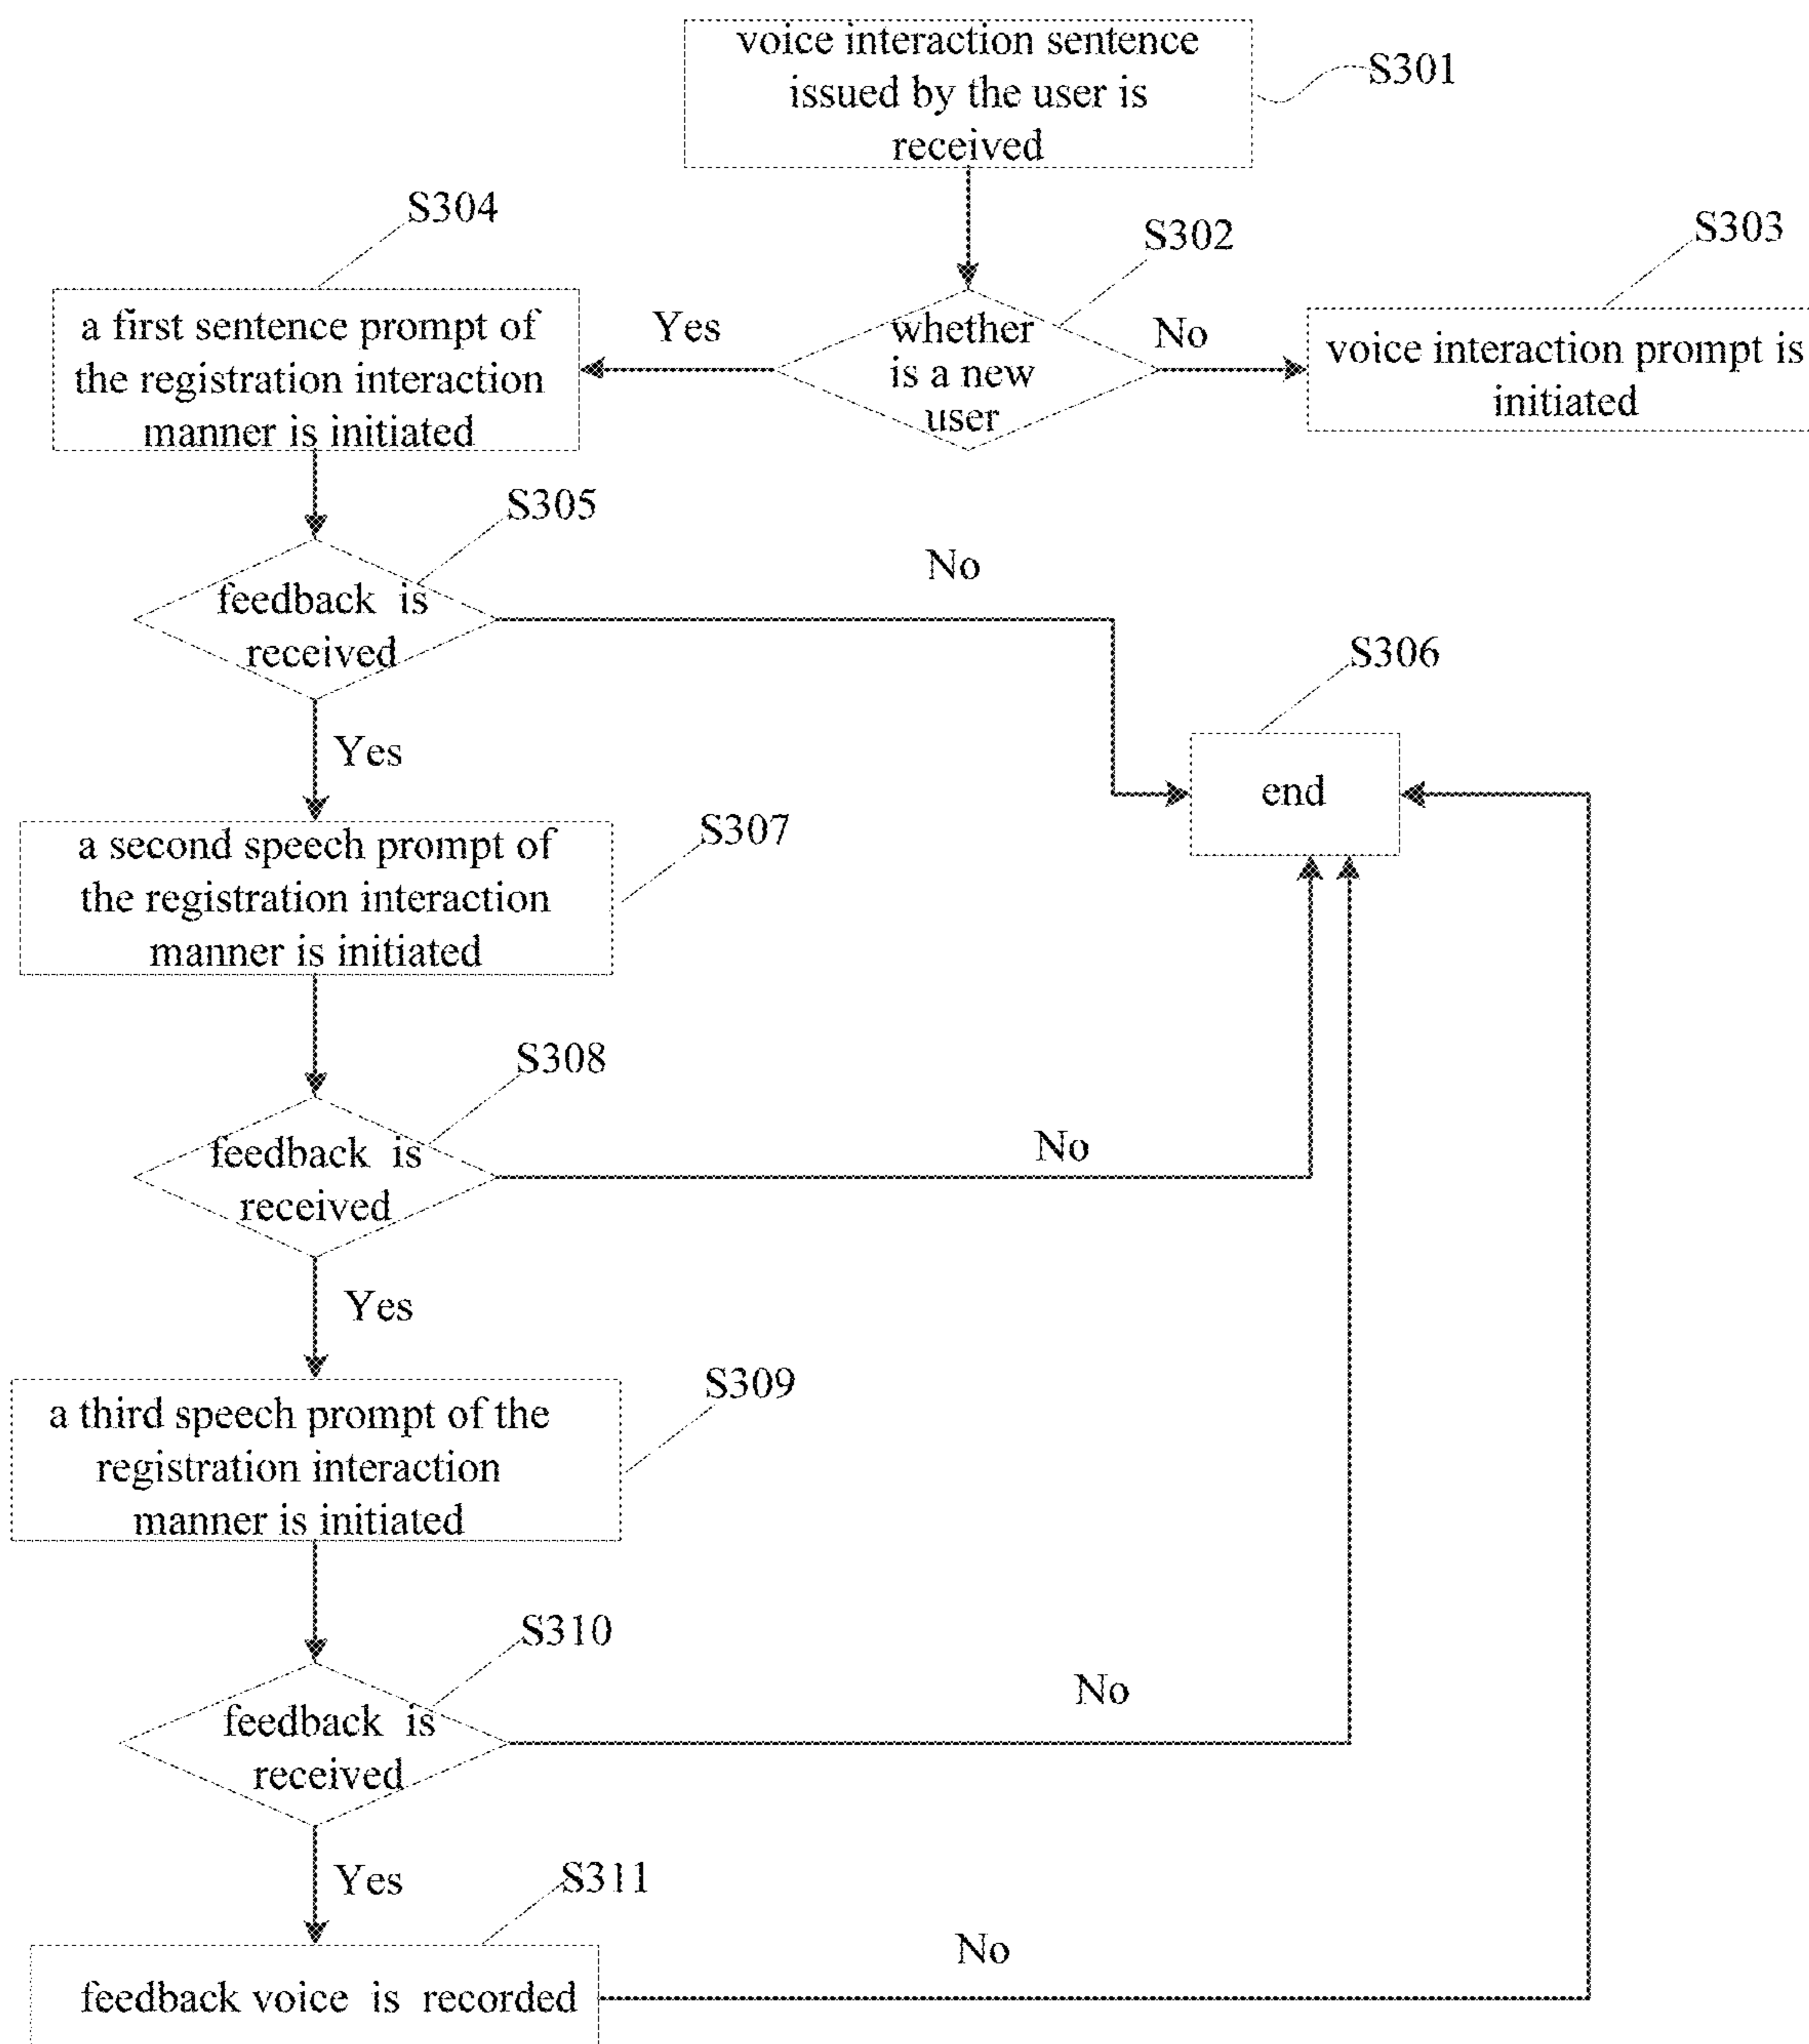 voice interaction sentence
issued by the user is
received
S301
S304
S302
S303
a first sentence prompt of
the registration interaction
manner is initiated
Yes
whether
is a new
user
No
voice interaction prompt is
initiated
S305
feedback is
received
No
Yes
S306
end
S307
a second speech prompt of
the registration interaction
manner is initiated
S308
feedback is
received
No
Yes
S309
a third speech prompt of the
registration interaction
manner is initiated
S310
feedback is
received
No
Yes
S311
feedback voice is recorded
No